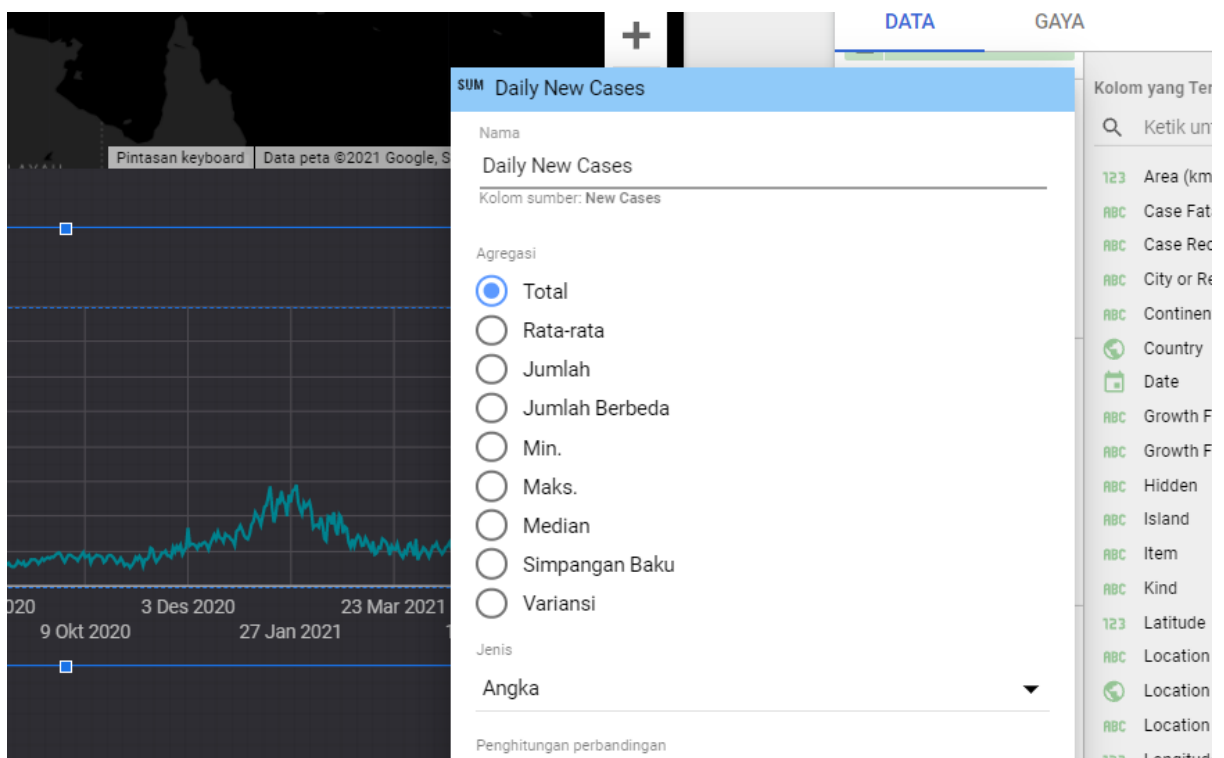 DATA GAYA
SUM Daily New Cases
Nama
Daily New Cases
Kolom sumber: New Cases
Agregasi
Total
Rata-rata
Jumlah
Jumlah Berbeda
Min.
Maks.
Median
Simpangan Baku
Variansi
Jenis
Angka
Penghitungan perbandingan
Pintasan keyboard Data peta ©2021 Google, S
3 Des 2020 23 Mar 2021
9 Okt 2020 27 Jan 2021
Kolom yang Ter
Ketik un
123 Area (km
ABC Case Fat
ABC Case Rec
ABC City or Re
ABC Continen
Country
Date
ABC Growth F
ABC Growth F
ABC Hidden
ABC Island
ABC Item
ABC Kind
123 Latitude
ABC Location
Location
ABC Location